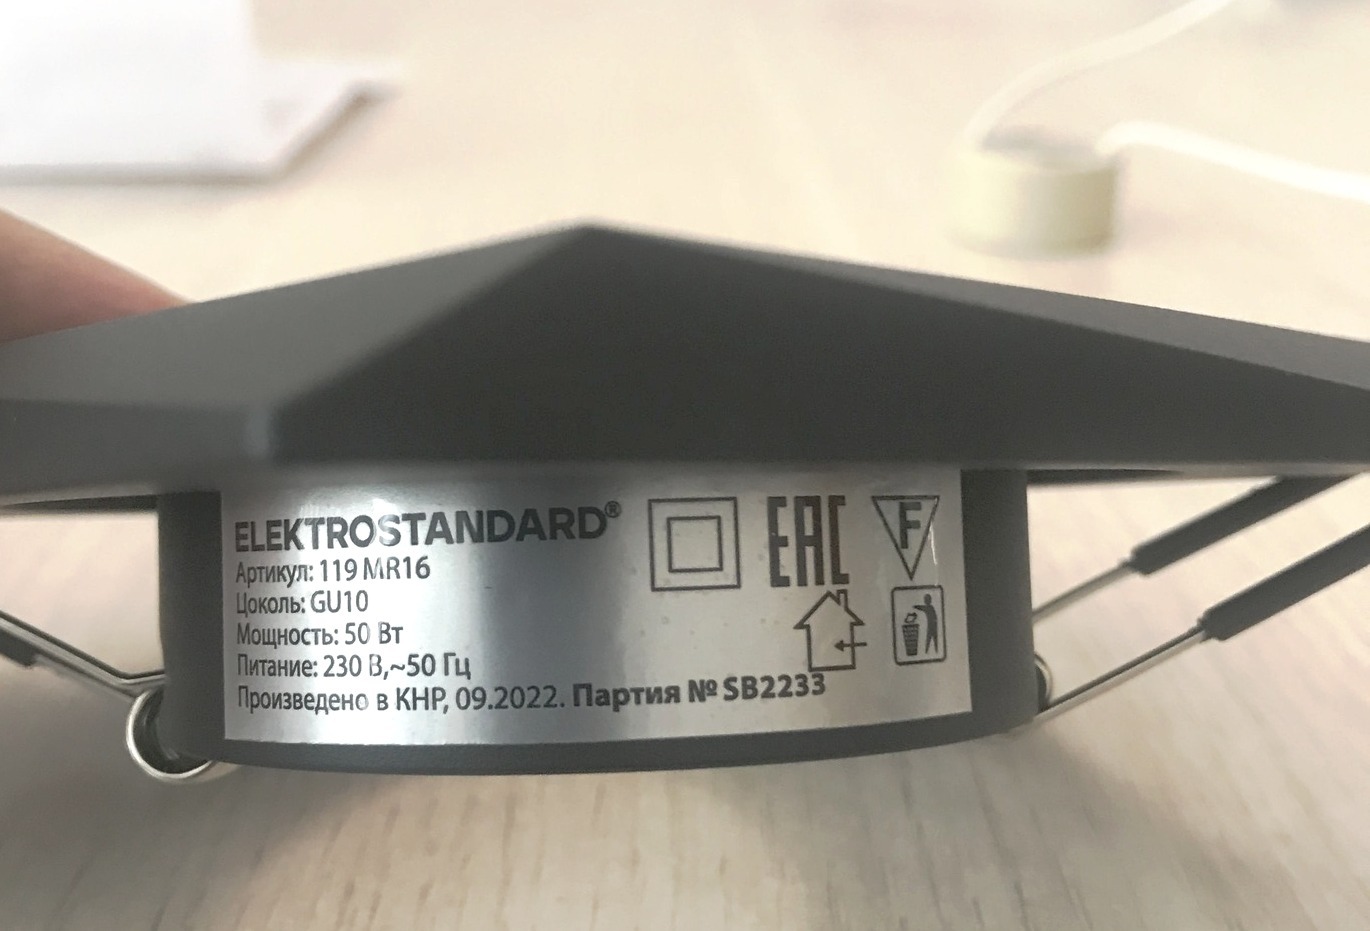 ELEKTROSTANDARD®
Артикул: 119 MR16
Цоколь: GU10
Мощность: 50 Вт
Питание: 230 В,~50 Гц
Произведено в КНР, 09.2022. Партия № SB2233
EAC
F